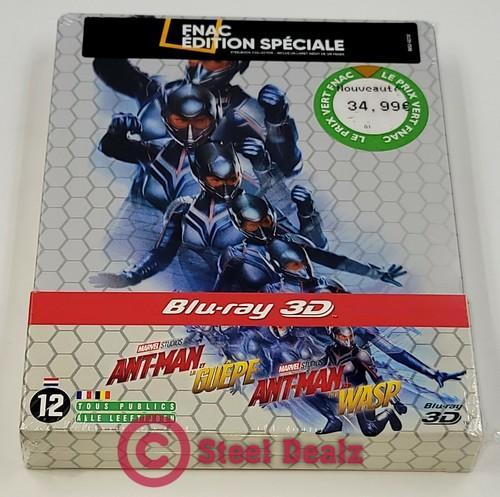 FNAC
ÉDITION SPÉCIALE
LE PRIX VERT FNAC
LE PRIX VERT FNAC
Nouveauté
34,99€
Blu-ray 3D
MARVEL STUDIOS
ANT-MAN
GUÊPE
MARVEL STUDIOS
ANT-MAN
WASP
12
TOUS PUBLICS
ALLE LEEFTIJDEN
Blu-ray
3D
© Steel Dealz